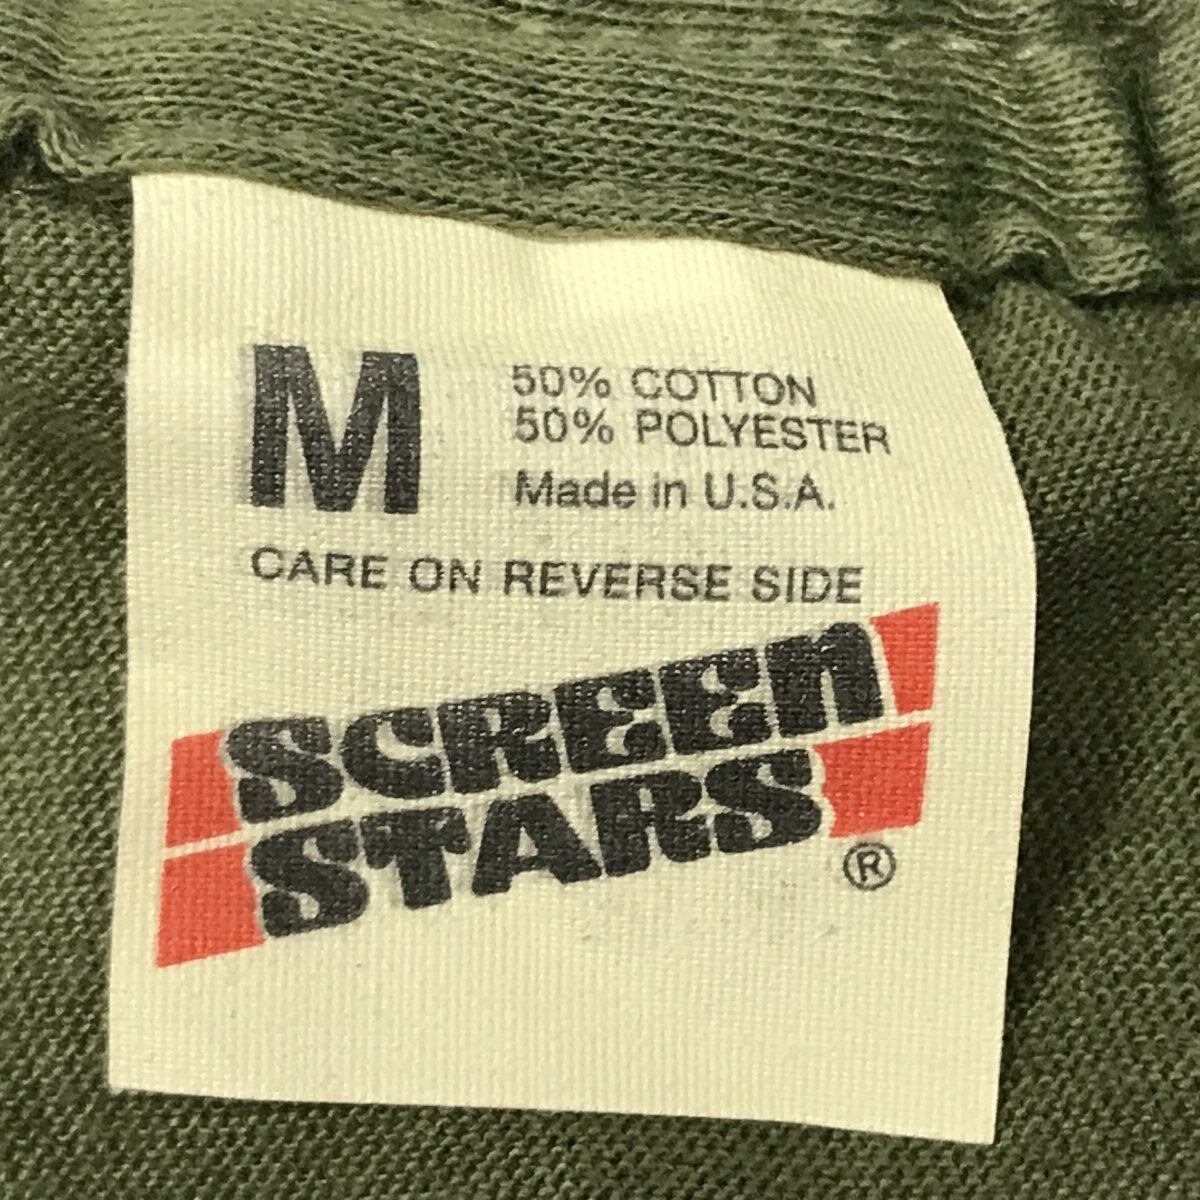 M
50% COTTON
50% POLYESTER
Made in U.S.A.
CARE ON REVERSE SIDE
SCREEN
STARS
®